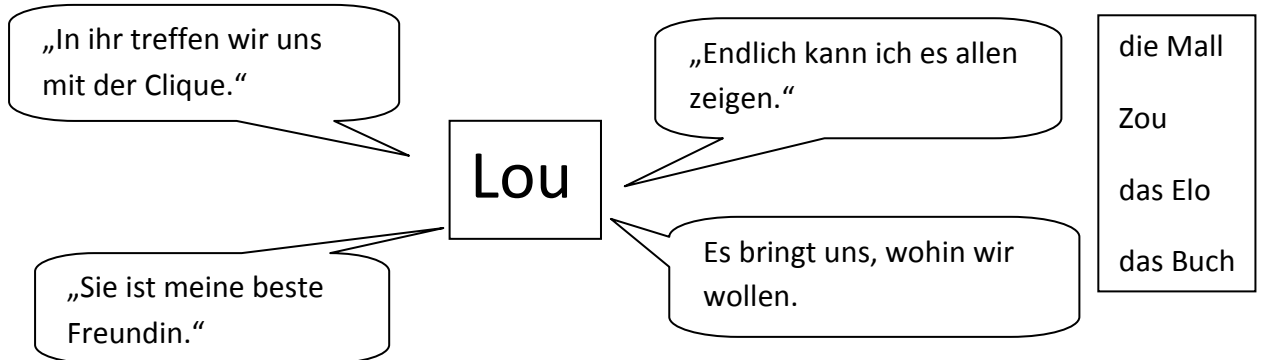 „In ihr treffen wir uns
mit der Clique.“
„Endlich kann ich es allen
zeigen.“
Lou
„Sie ist meine beste
Freundin.“
Es bringt uns, wohin wir
wollen.
die Mall
Zou
das Elo
das Buch